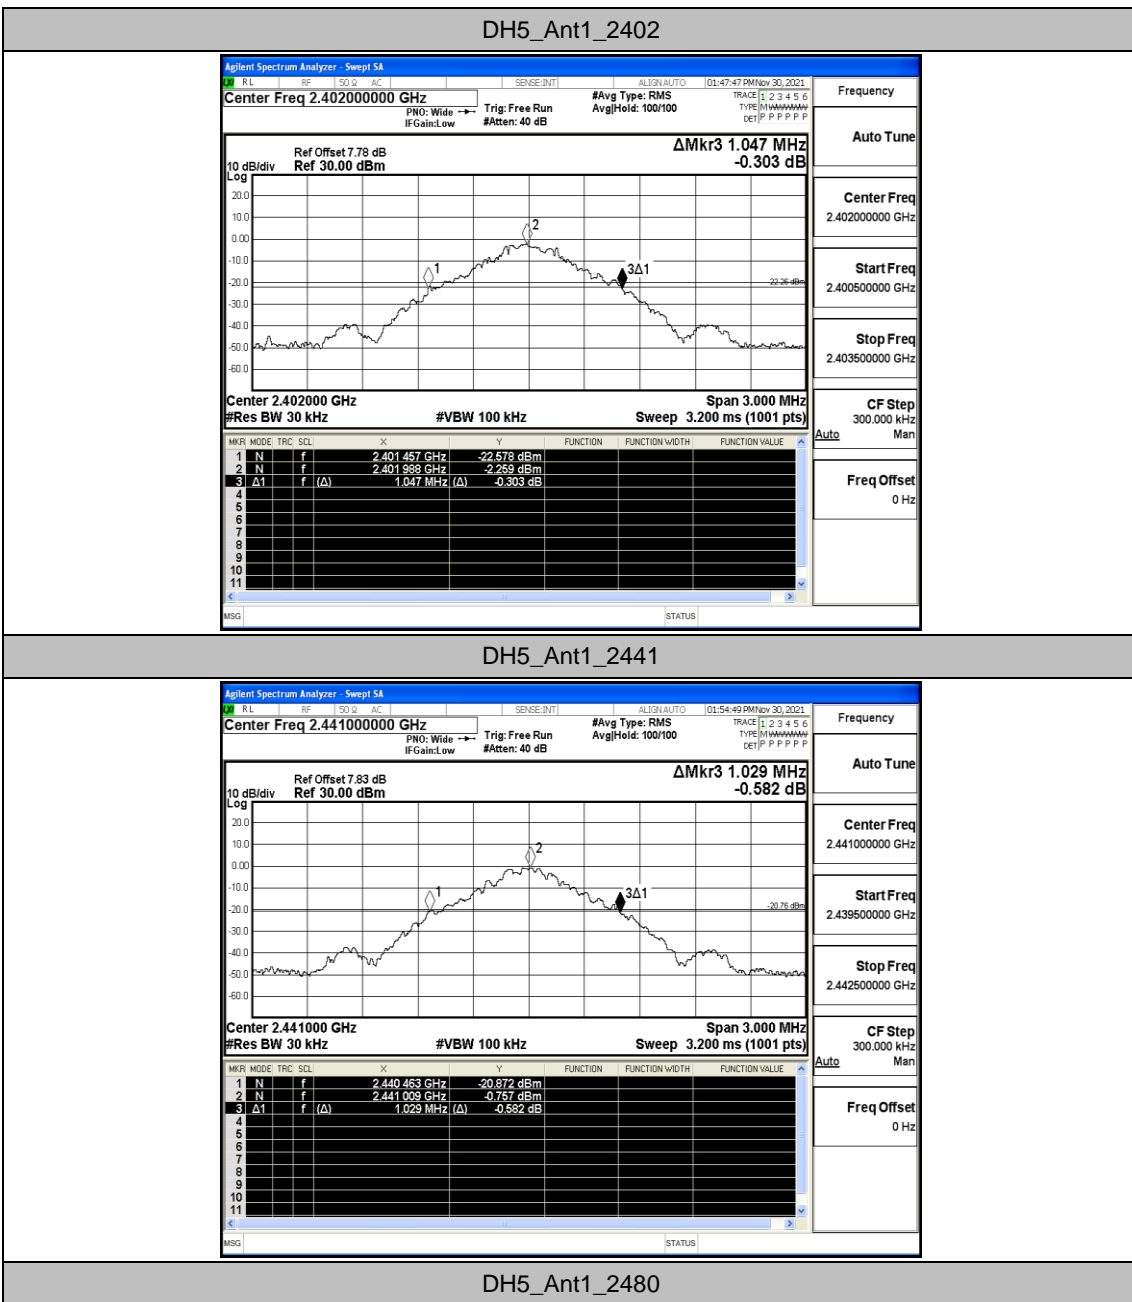 DH5_Ant1_2402
Agilent Spectrum Analyzer - Swept SA
RL RF 50 Ω AC SENSE:INT ALIGNAUTO 01:47:47 PM Nov 30, 2021
Center Freq 2.402000000 GHz
PNO: Wide
IFGain:Low
Trig: Free Run
#Atten: 40 dB
#Avg Type: RMS
Avg|Hold: 100/100
TRACE 1 2 3 4 5 6
TYPE M
DET P P P P P P
Frequency
Auto Tune
Center Freq
2.402000000 GHz
Start Freq
2.400500000 GHz
Stop Freq
2.403500000 GHz
CF Step
300.000 kHz
Auto Man
Freq Offset
0 Hz
ΔMkr3 1.047 MHz
-0.303 dB
Ref Offset 7.78 dB
10 dB/div Ref 30.00 dBm
Log
20.0
10.0
0.00
-10.0
-20.0
-30.0
-40.0
-50.0
-60.0
1
2
3Δ1
-22.26 dBm
Center 2.402000 GHz Span 3.000 MHz
#Res BW 30 kHz #VBW 100 kHz Sweep 3.200 ms (1001 pts)
MKR MODE TRC SCL X Y FUNCTION FUNCTION WIDTH FUNCTION VALUE
1 N f 2.401 457 GHz -22.578 dBm
2 N f 2.401 988 GHz -2.259 dBm
3 Δ1 f (Δ) 1.047 MHz (Δ) -0.303 dB
4
5
6
7
8
9
10
11
MSG STATUS
DH5_Ant1_2441
Agilent Spectrum Analyzer - Swept SA
RL RF 50 Ω AC SENSE:INT ALIGNAUTO 01:54:49 PM Nov 30, 2021
Center Freq 2.441000000 GHz
PNO: Wide
IFGain:Low
Trig: Free Run
#Atten: 40 dB
#Avg Type: RMS
Avg|Hold: 100/100
TRACE 1 2 3 4 5 6
TYPE M
DET P P P P P P
Frequency
Auto Tune
Center Freq
2.441000000 GHz
Start Freq
2.439500000 GHz
Stop Freq
2.442500000 GHz
CF Step
300.000 kHz
Auto Man
Freq Offset
0 Hz
ΔMkr3 1.029 MHz
-0.582 dB
Ref Offset 7.83 dB
10 dB/div Ref 30.00 dBm
Log
20.0
10.0
0.00
-10.0
-20.0
-30.0
-40.0
-50.0
-60.0
1
2
3Δ1
-20.76 dBm
Center 2.441000 GHz Span 3.000 MHz
#Res BW 30 kHz #VBW 100 kHz Sweep 3.200 ms (1001 pts)
MKR MODE TRC SCL X Y FUNCTION FUNCTION WIDTH FUNCTION VALUE
1 N f 2.440 463 GHz -20.872 dBm
2 N f 2.441 009 GHz -0.757 dBm
3 Δ1 f (Δ) 1.029 MHz (Δ) -0.582 dB
4
5
6
7
8
9
10
11
MSG STATUS
DH5_Ant1_2480